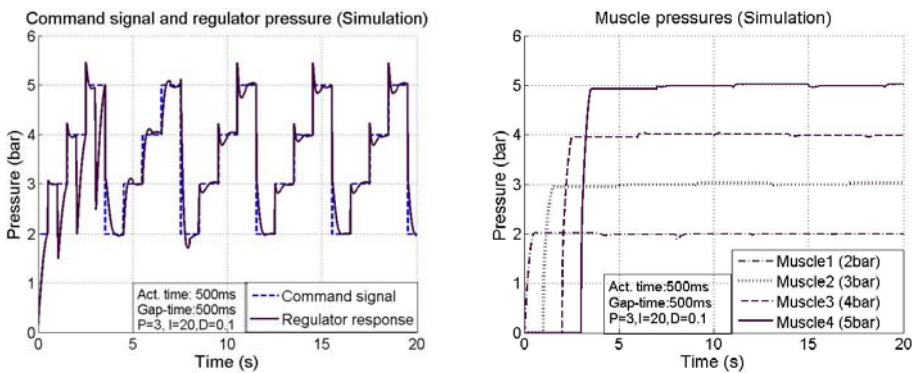 Command signal and regulator pressure (Simulation)
Pressure (bar)
6
5
4
3
2
1
0
Act. time: 500ms
Gap-time:500ms
P=3, I=20,D=0.1
Command signal
Regulator response
0
5
10
15
20
Time (s)
Muscle pressures (Simulation)
Pressure (bar)
6
5
4
3
2
1
0
Act. time:500ms
Gap-time:500ms
P=3, I=20,D=0.1
Muscle1 (2bar)
Muscle2 (3bar)
Muscle3 (4bar)
Muscle4 (5bar)
0
5
10
15
20
Time (s)